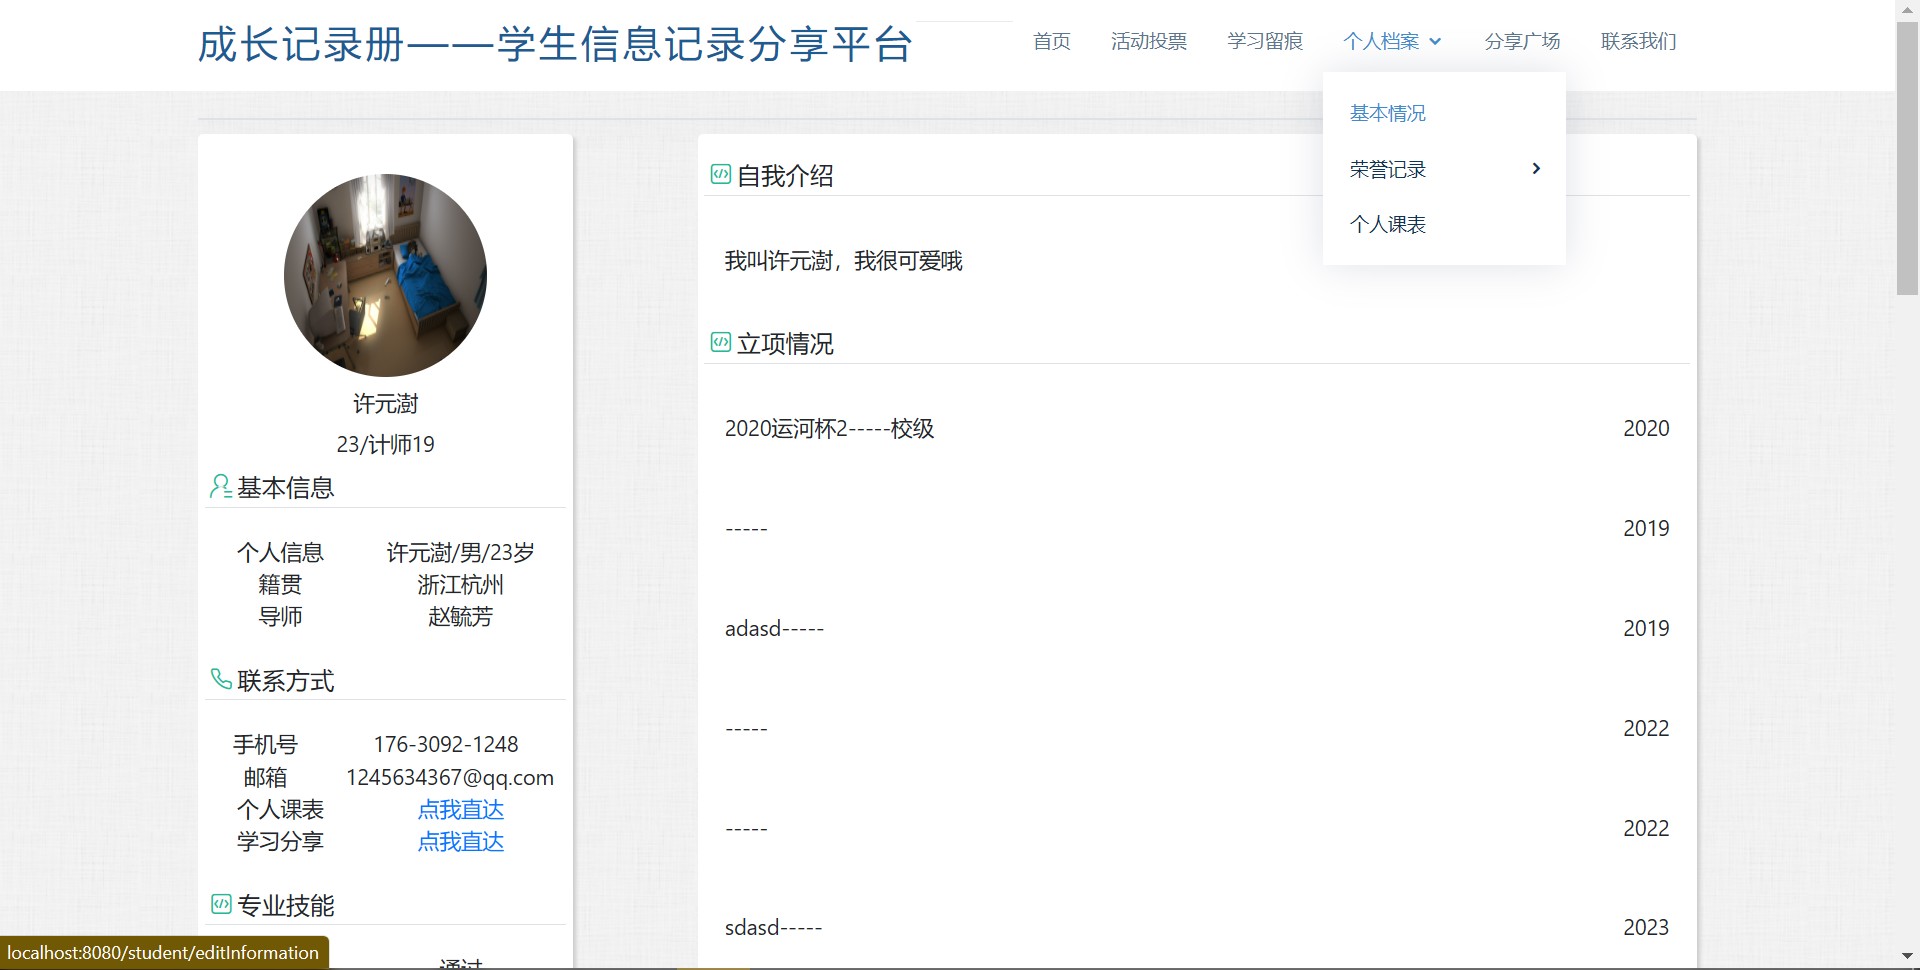 成长记录册——学生信息记录分享平台
首页 活动投票 学习留痕 个人档案 分享广场 联系我们
基本情况
荣誉记录
个人课表
许元澍
23/计师19
基本信息
个人信息 许元澍/男/23岁
籍贯 浙江杭州
导师 赵毓芳
联系方式
手机号 176-3092-1248
邮箱 1245634367@qq.com
个人课表 点我直达
学习分享 点我直达
专业技能
通过
自我介绍
我叫许元澍，我很可爱哦
立项情况
2020运河杯2-----校级 2020
----- 2019
adasd----- 2019
----- 2022
----- 2022
sdasd----- 2023
localhost:8080/student/editInformation